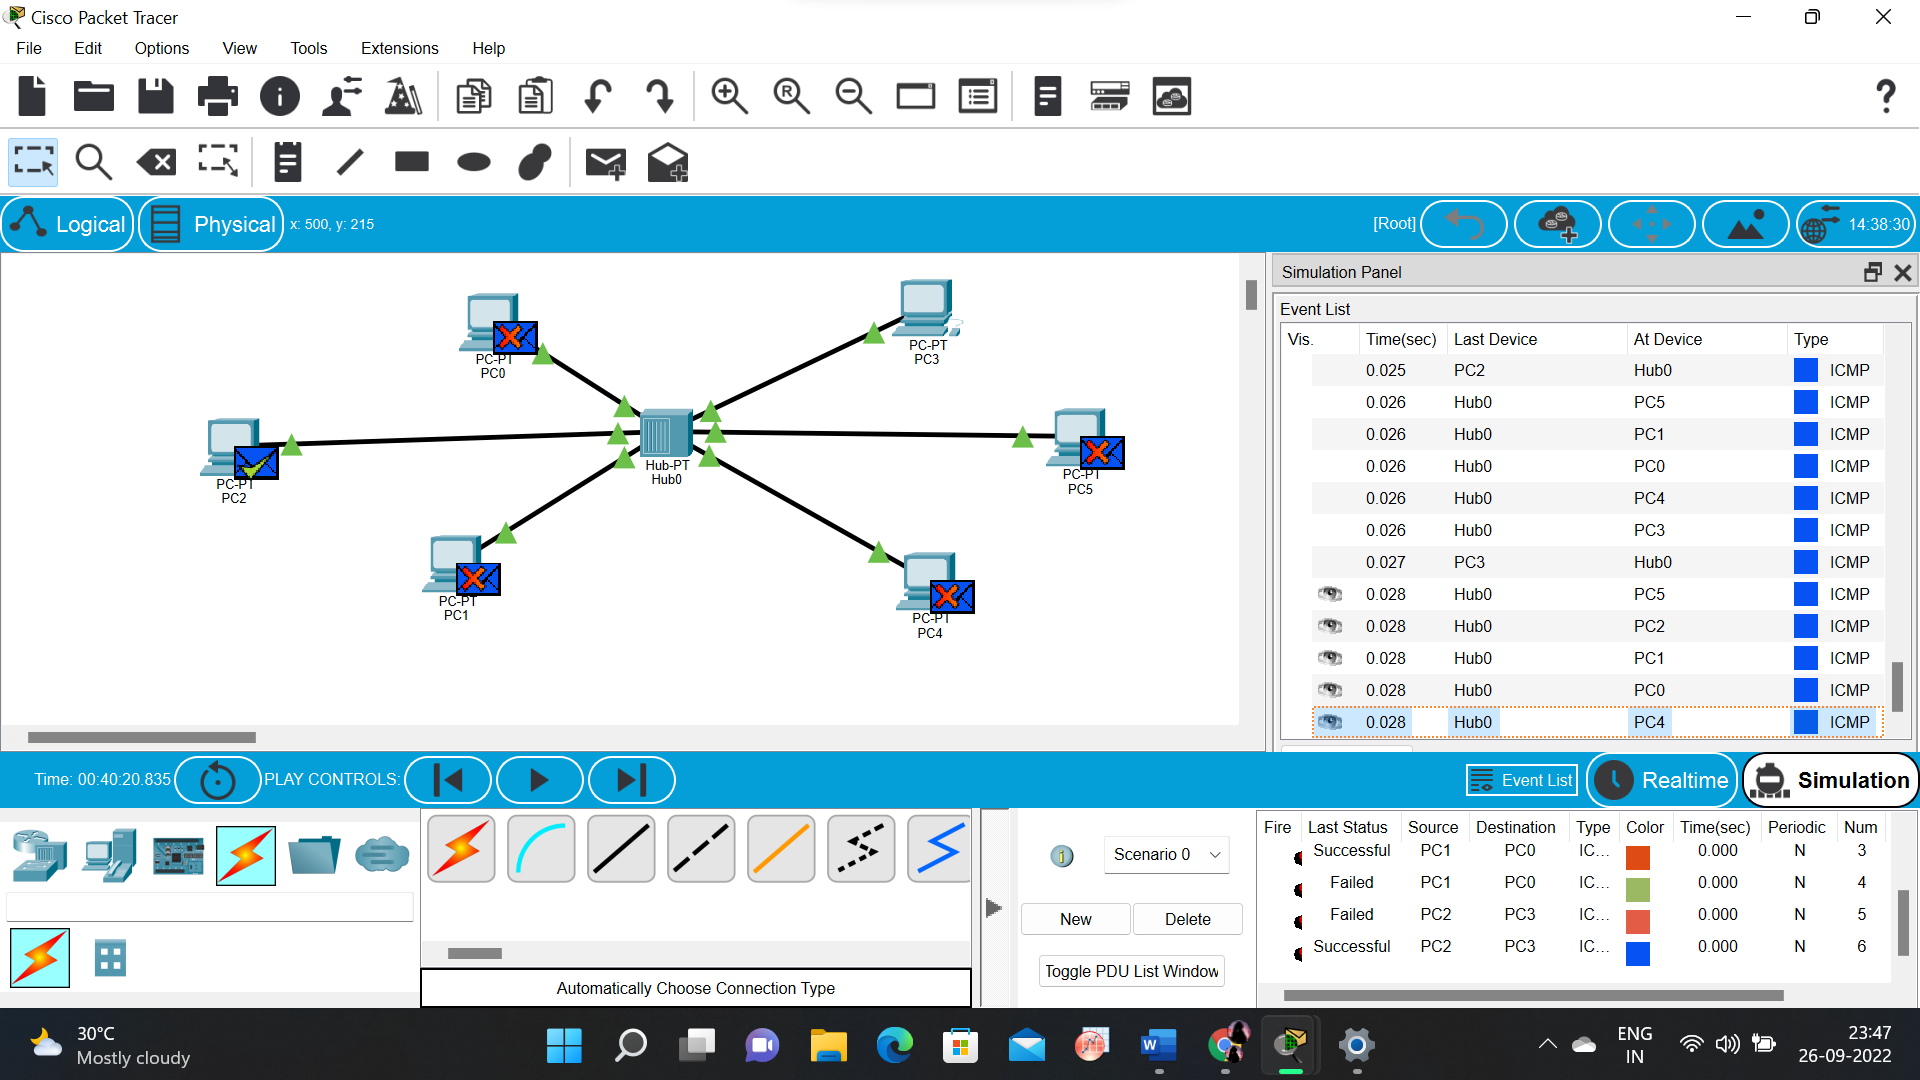 Cisco Packet Tracer
File Edit Options View Tools Extensions Help
Logical Physical x: 500, y: 215 [Root] 14:38:30
Simulation Panel
Event List
Vis. Time(sec) Last Device At Device Type
0.025 PC2 Hub0 ICMP
0.026 Hub0 PC5 ICMP
0.026 Hub0 PC1 ICMP
0.026 Hub0 PC0 ICMP
0.026 Hub0 PC4 ICMP
0.026 Hub0 PC3 ICMP
0.027 PC3 Hub0 ICMP
0.028 Hub0 PC5 ICMP
0.028 Hub0 PC2 ICMP
0.028 Hub0 PC1 ICMP
0.028 Hub0 PC0 ICMP
0.028 Hub0 PC4 ICMP
PC-PT
PC0
PC-PT
PC3
PC-PT
PC2
Hub-PT
Hub0
PC-PT
PC5
PC-PT
PC1
PC-PT
PC4
Time: 00:40:20.835 PLAY CONTROLS: Event List Realtime Simulation
Scenario 0
New Delete
Toggle PDU List Window
Automatically Choose Connection Type
Fire Last Status Source Destination Type Color Time(sec) Periodic Num
Successful PC1 PC0 IC... 0.000 N 3
Failed PC1 PC0 IC... 0.000 N 4
Failed PC2 PC3 IC... 0.000 N 5
Successful PC2 PC3 IC... 0.000 N 6
30°C
Mostly cloudy
ENG
IN
23:47
26-09-2022